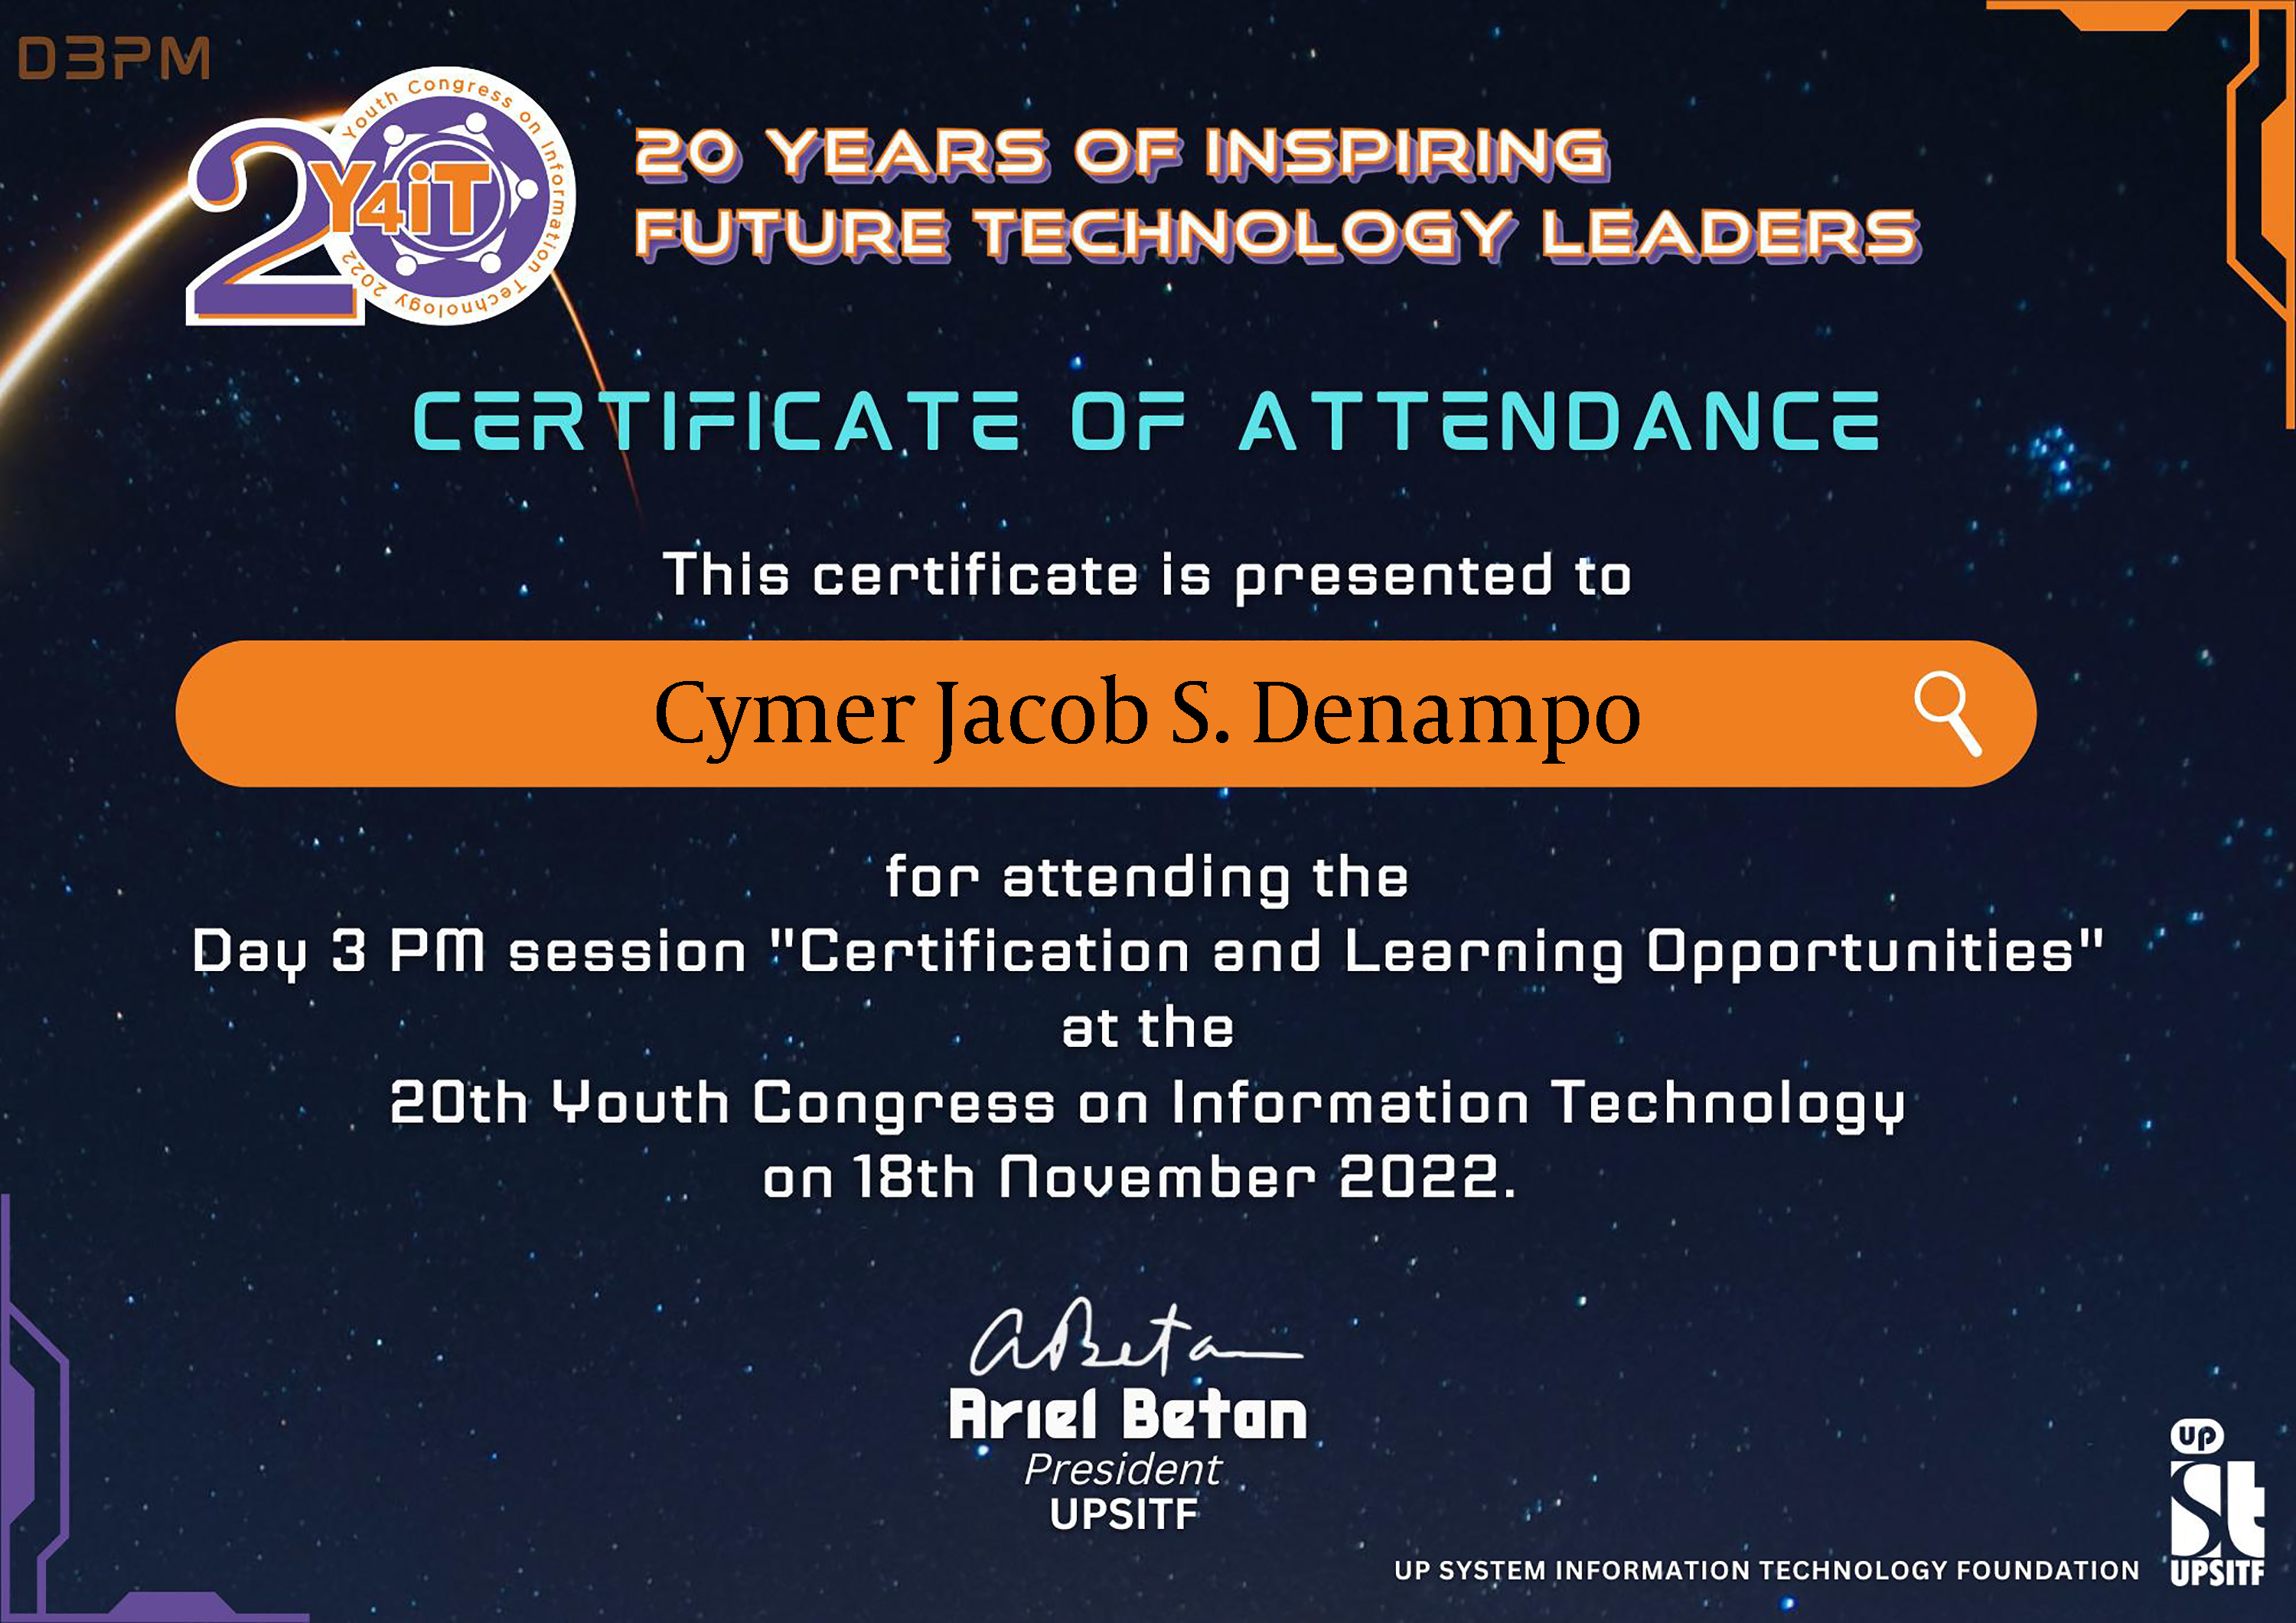 D3PM
Youth Congress on Information Technology 2022
20
Y4iT
20 YEARS OF INSPIRING
FUTURE TECHNOLOGY LEADERS
CERTIFICATE OF ATTENDANCE
This certificate is presented to
Cymer Jacob S. Denampo
for attending the
Day 3 PM session "Certification and Learning Opportunities"
at the
20th Youth Congress on Information Technology
on 18th November 2022.
ABetan
Ariel Betan
President
UPSITF
UP SYSTEM INFORMATION TECHNOLOGY FOUNDATION
UP
st
UPSITF